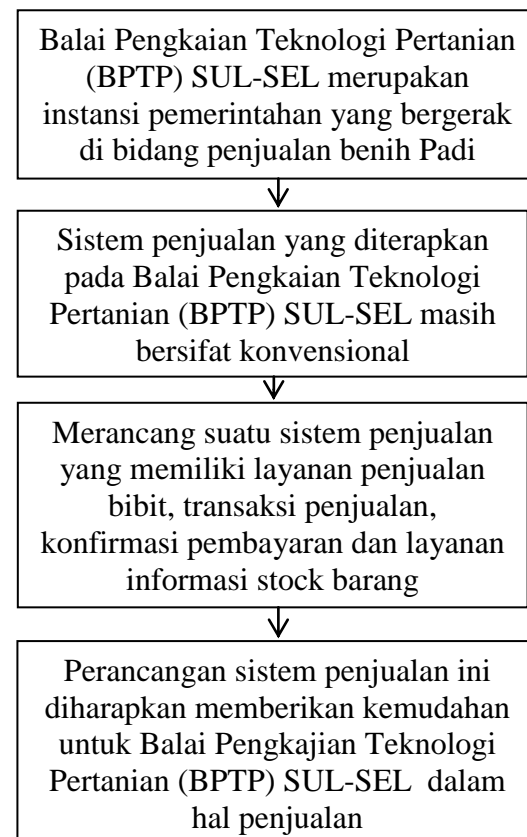 Balai Pengkaian Teknologi Pertanian
(BPTP) SUL-SEL merupakan
instansi pemerintahan yang bergerak
di bidang penjualan benih Padi
Sistem penjualan yang diterapkan
pada Balai Pengkaian Teknologi
Pertanian (BPTP) SUL-SEL masih
bersifat konvensional
Merancang suatu sistem penjualan
yang memiliki layanan penjualan
bibit, transaksi penjualan,
konfirmasi pembayaran dan layanan
informasi stock barang
Perancangan sistem penjualan ini
diharapkan memberikan kemudahan
untuk Balai Pengkajian Teknologi
Pertanian (BPTP) SUL-SEL dalam
hal penjualan